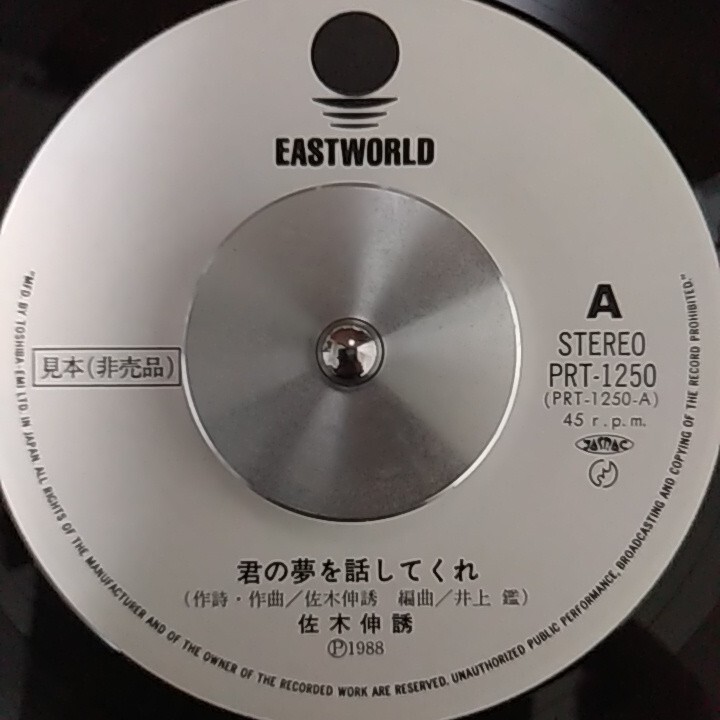 EASTWORLD
A
STEREO
PRT-1250
(PRT-1250-A)
45 r.p.m.
JASRAC
見本(非売品)
君の夢を話してくれ
(作詩・作曲/佐木伸誘 編曲/井上 鑑)
佐木伸誘
Ⓟ1988
"MFD. BY TOSHIBA-EMI LTD. IN JAPAN. ALL RIGHTS OF THE MANUFACTURER AND OF THE OWNER OF THE RECORDED WORK ARE RESERVED. UNAUTHORIZED PUBLIC PERFORMANCE, BROADCASTING AND COPYING OF THE RECORD PROHIBITED."